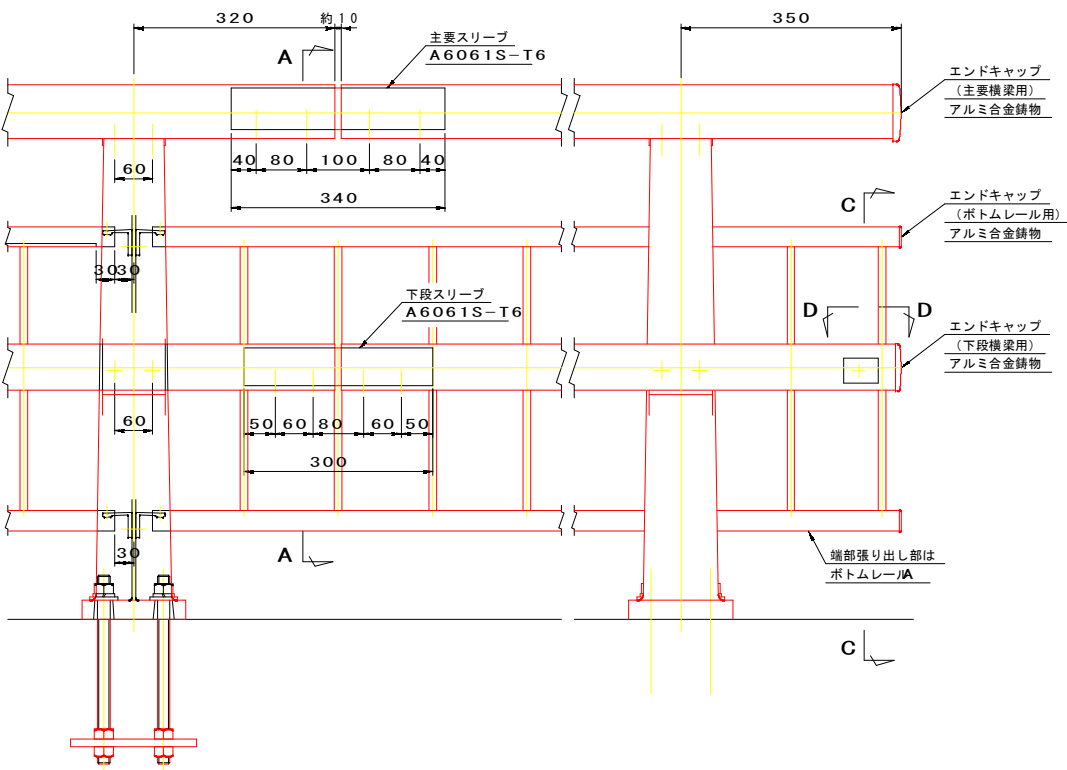 320
約10
350
A
主要スリーブ
A6061S-T6
エンドキャップ
(主要横梁用)
アルミ合金鋳物
60
40
80
100
80
40
340
C
エンドキャップ
(ボトムレール用)
アルミ合金鋳物
30
30
下段スリーブ
A6061S-T6
D
D
エンドキャップ
(下段横梁用)
アルミ合金鋳物
60
50
60
80
60
50
300
30
A
端部張り出し部は
ボトムレールA
C